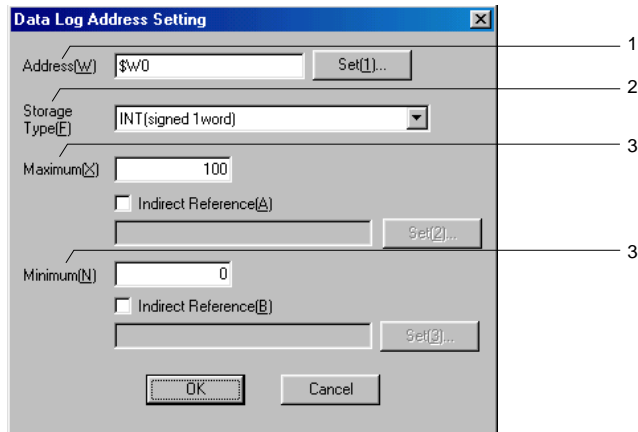 Data Log Address Setting
1
Address(W) $W0 Set(1)...
2
Storage Type(F) INT(signed 1word)
3
Maximum(X) 100
Indirect Reference(A)
Set(2)...
3
Minimum(N) 0
Indirect Reference(B)
Set(3)...
OK Cancel